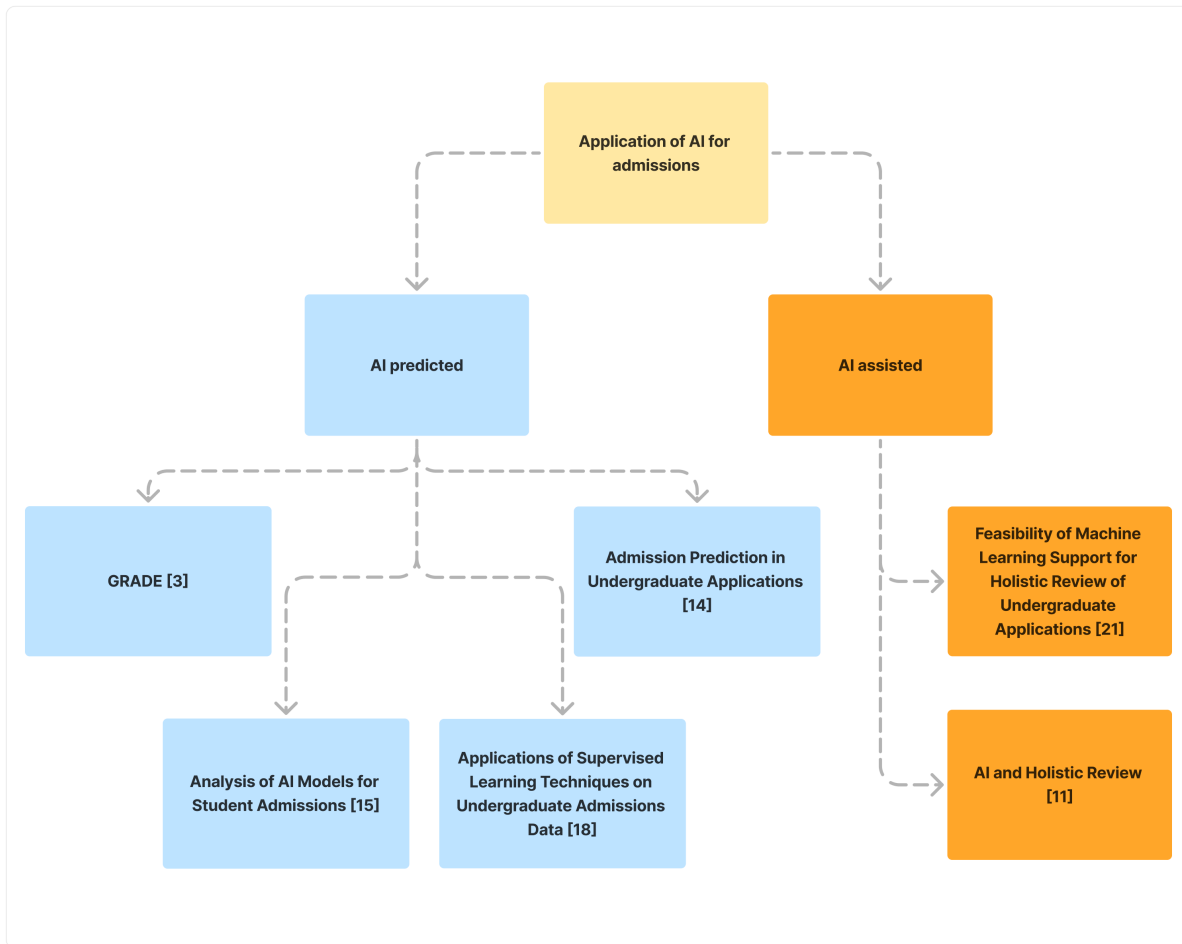 Application of AI for
admissions
AI predicted
AI assisted
GRADE [3]
Admission Prediction in
Undergraduate Applications
[14]
Feasibility of Machine
Learning Support for
Holistic Review of
Undergraduate
Applications [21]
Analysis of AI Models for
Student Admissions [15]
Applications of Supervised
Learning Techniques on
Undergraduate Admissions
Data [18]
AI and Holistic Review
[11]